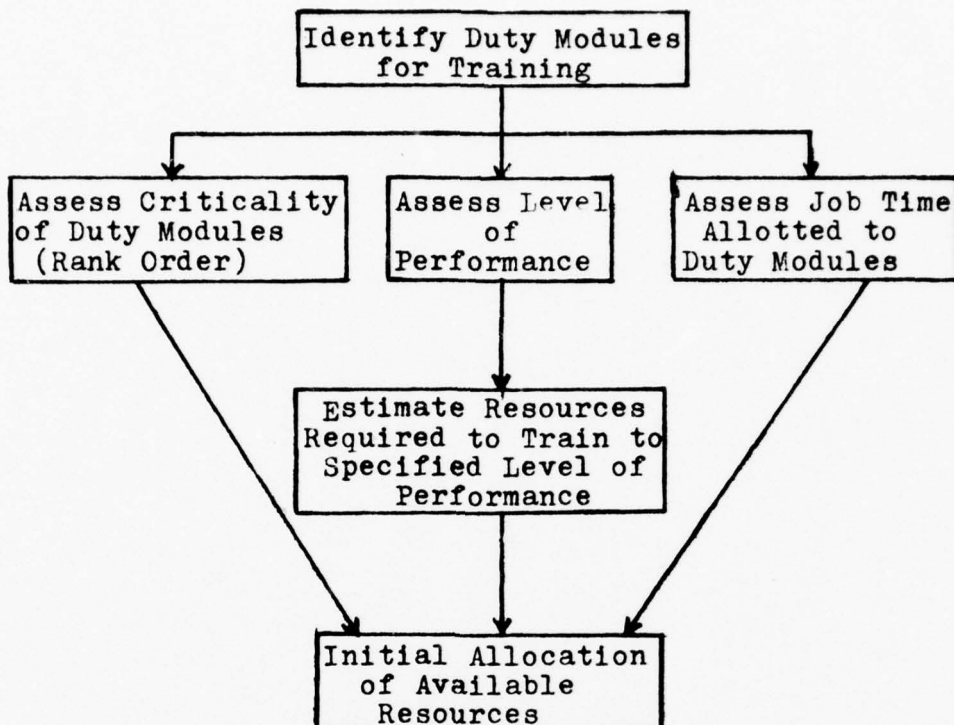 Identify Duty Modules
for Training
Assess Criticality
of Duty Modules
(Rank Order)
Assess Level
of
Performance
Assess Job Time
Allotted to
Duty Modules
Estimate Resources
Required to Train to
Specified Level of
Performance
Initial Allocation
of Available
Resources